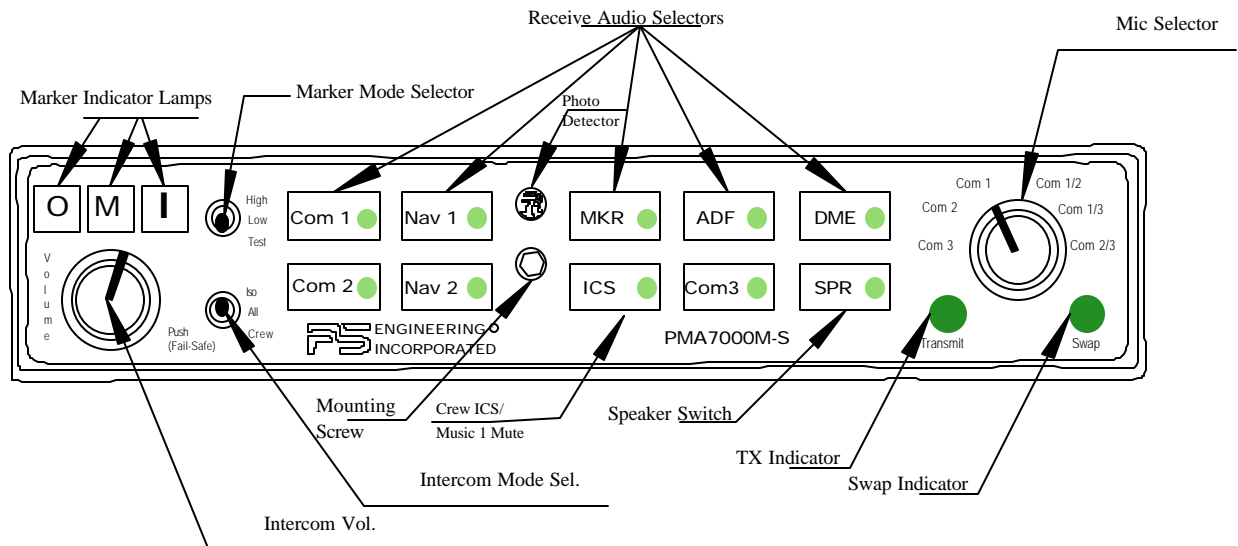 Receive Audio Selectors
Mic Selector
Marker Indicator Lamps
Marker Mode Selector
Photo
Detector
O M I
High
Low
Test
Com 1
Nav 1
MKR
ADF
DME
Com 1
Com 2
Com 3
Com 1/2
Com 1/3
Com 2/3
Volume
Push
(Fail-Safe)
Iso
All
Crew
Com 2
Nav 2
ICS
Com3
SPR
PS ENGINEERING
INCORPORATED
PMA7000M-S
Transmit
Swap
Mounting
Screw
Crew ICS/
Music 1 Mute
Speaker Switch
TX Indicator
Swap Indicator
Intercom Mode Sel.
Intercom Vol.